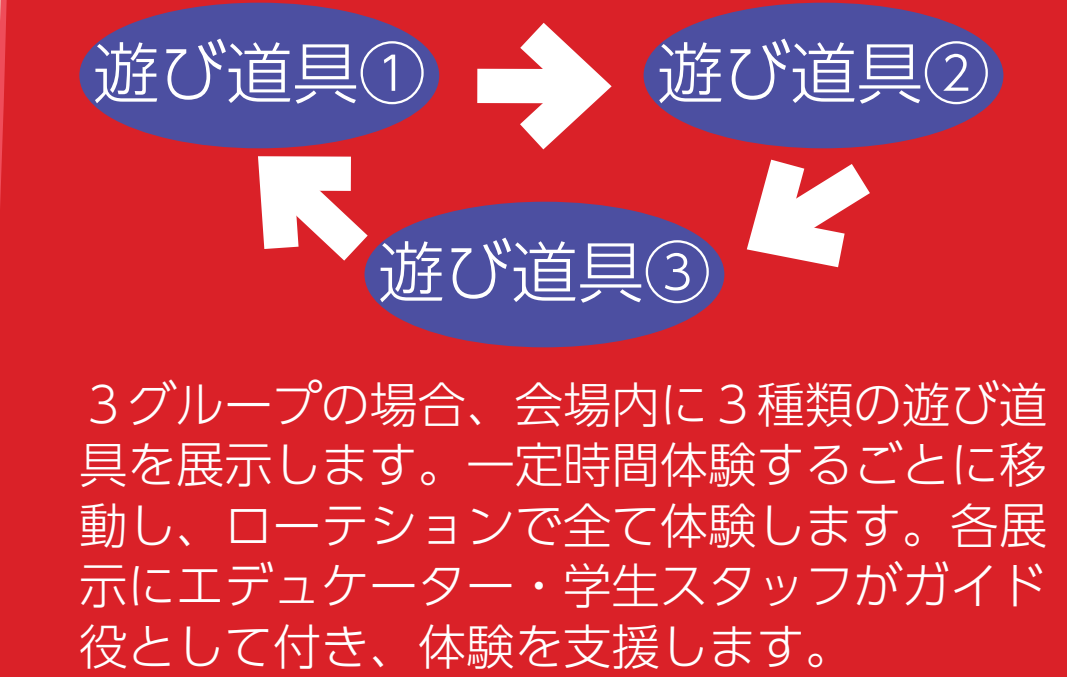 遊び道具①
遊び道具②
遊び道具③
３グループの場合、会場内に３種類の遊び道
具を展示します。一定時間体験するごとに移
動し、ローテションで全て体験します。各展
示にエデュケーター・学生スタッフがガイド
役として付き、体験を支援します。